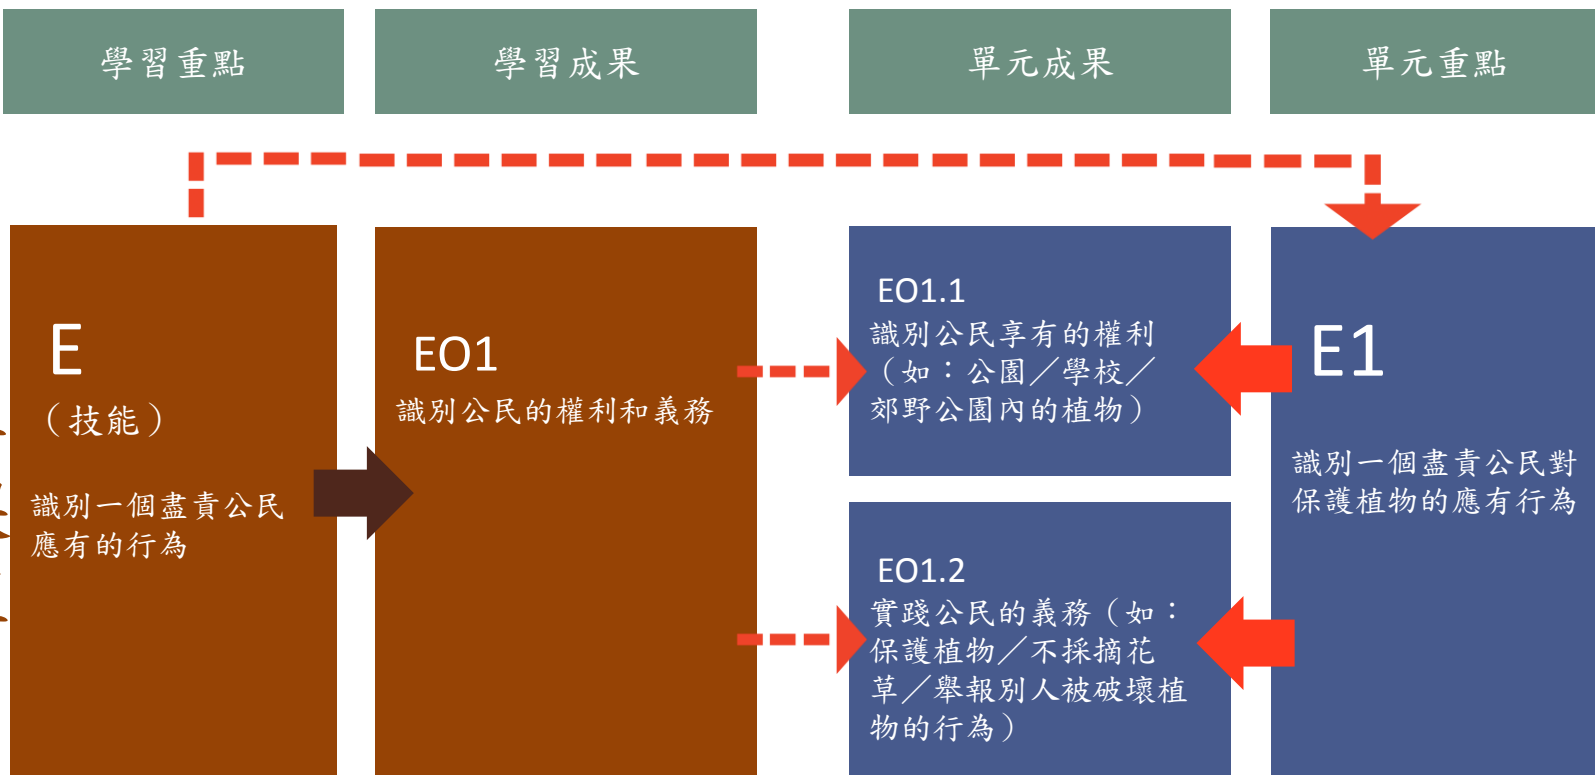 學習重點
學習成果
單元成果
單元重點
E
（技能）
識別一個盡責公民
應有的行為
EO1
識別公民的權利和義務
EO1.1
識別公民享有的權利
（如：公園／學校／
郊野公園內的植物）
EO1.2
實踐公民的義務（如：
保護植物／不採摘花
草／舉報別人被破壞植
物的行為）
E1
識別一個盡責公民對
保護植物的應有行為